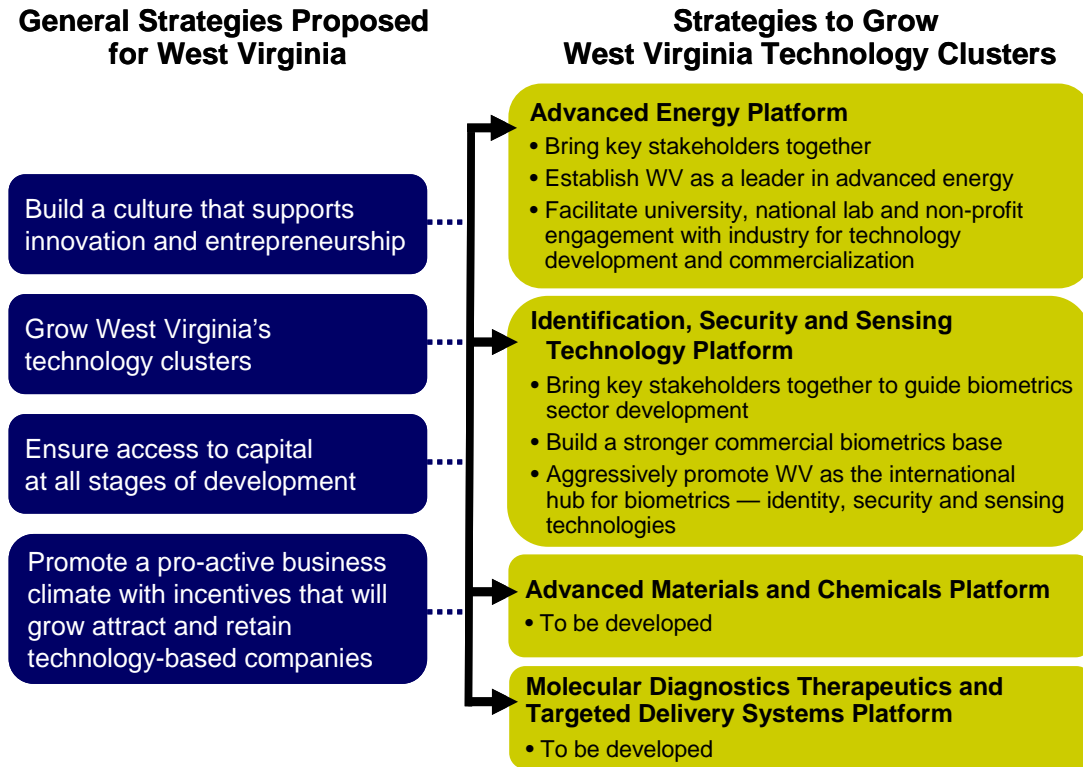 General Strategies Proposed
for West Virginia
Build a culture that supports
innovation and entrepreneurship
Grow West Virginia's
technology clusters
Ensure access to capital
at all stages of development
Promote a pro-active business
climate with incentives that will
grow attract and retain
technology-based companies
Strategies to Grow
West Virginia Technology Clusters
Advanced Energy Platform
• Bring key stakeholders together
• Establish WV as a leader in advanced energy
• Facilitate university, national lab and non-profit
engagement with industry for technology
development and commercialization
Identification, Security and Sensing
Technology Platform
• Bring key stakeholders together to guide biometrics
sector development
• Build a stronger commercial biometrics base
• Aggressively promote WV as the international
hub for biometrics — identity, security and sensing
technologies
Advanced Materials and Chemicals Platform
• To be developed
Molecular Diagnostics Therapeutics and
Targeted Delivery Systems Platform
• To be developed